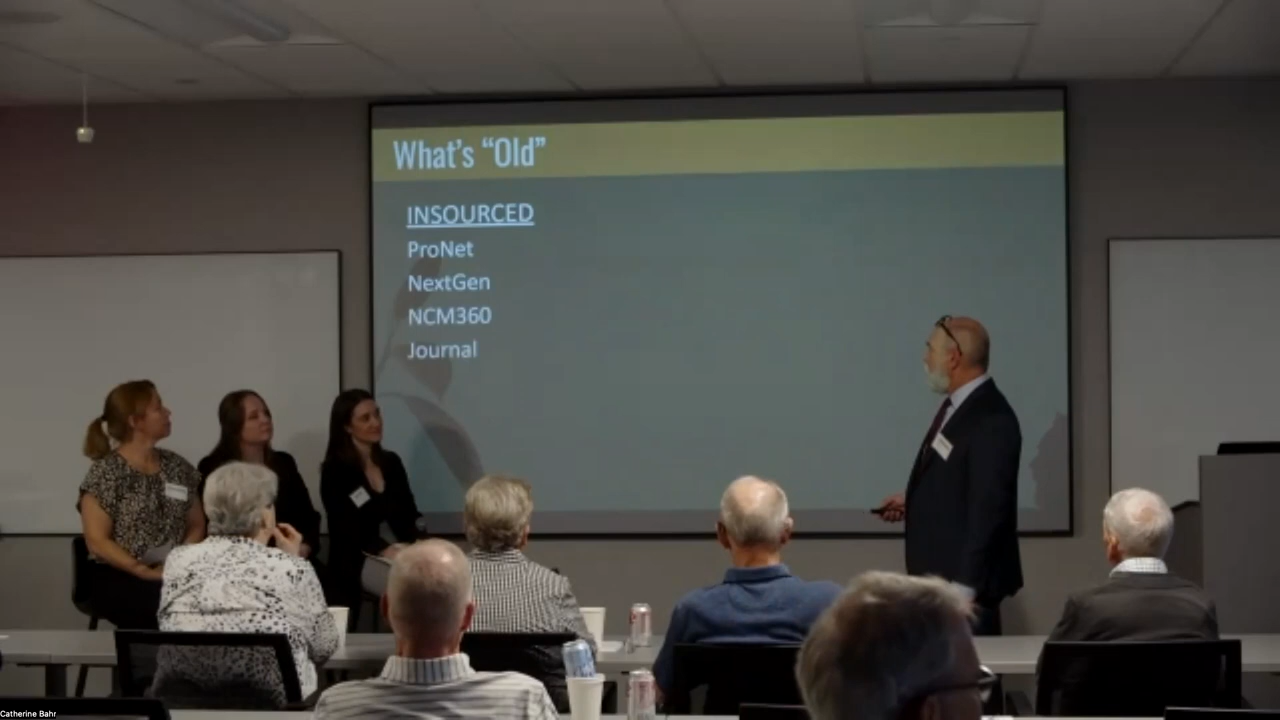 What's “Old”
INSOURCED
ProNet
NextGen
NCM360
Journal
Catherine Bahr